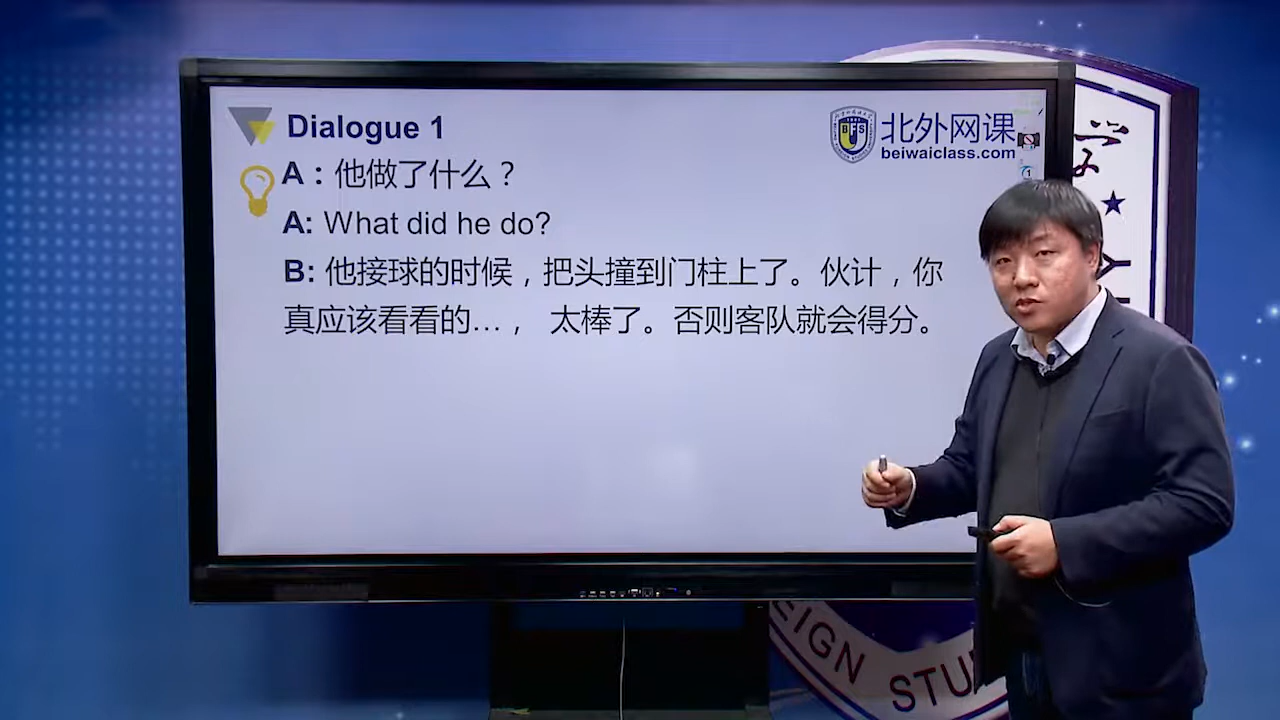 Dialogue 1
北外网课
beiwaiclass.com
A：他做了什么？
A: What did he do?
B: 他接球的时候，把头撞到门柱上了。伙计，你
真应该看看的…， 太棒了。否则客队就会得分。
EIGN STU